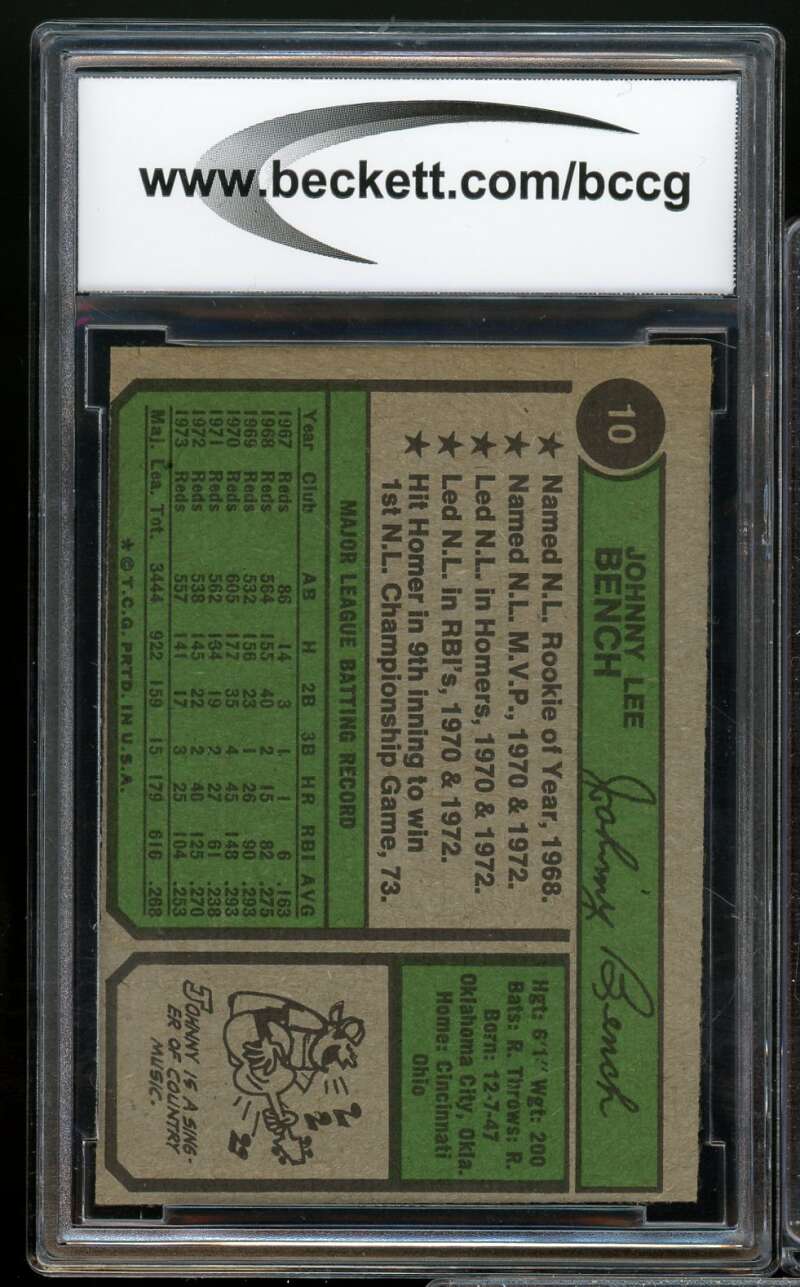 www.beckett.com/bccg
10
JOHNNY LEE
BENCH
Johnny Bench
★ Named N.L. Rookie of Year, 1968.
★ Named N.L. M.V.P., 1970 & 1972.
★ Led N.L. in Homers, 1970 & 1972.
★ Led N.L. in RBI's, 1970 & 1972.
★ Hit Homer in 9th inning to win
1st N.L. Championship Game, 73.
MAJOR LEAGUE BATTING RECORD
Year Club AB H 2B 3B HR RBI AVG
1967 Reds 86 14 3 1 1 6 .163
1968 Reds 564 155 40 2 15 82 .275
1969 Reds 532 156 23 1 26 90 .293
1970 Reds 605 177 35 4 45 148 .293
1971 Reds 562 134 19 2 27 61 .238
1972 Reds 538 145 22 2 40 125 .270
1973 Reds 557 141 17 3 25 104 .253
Maj. Lea. Tot. 3444 922 159 15 179 616 .268
* © T.C.G. PRTD. IN U.S.A.
Hgt: 6'1" Wgt: 200
Bats: R. Throws: R.
Born: 12-7-47
Oklahoma City, Okla.
Home: Cincinnati
Ohio
JOHNNY IS A SING-
ER OF COUNTRY
MUSIC.